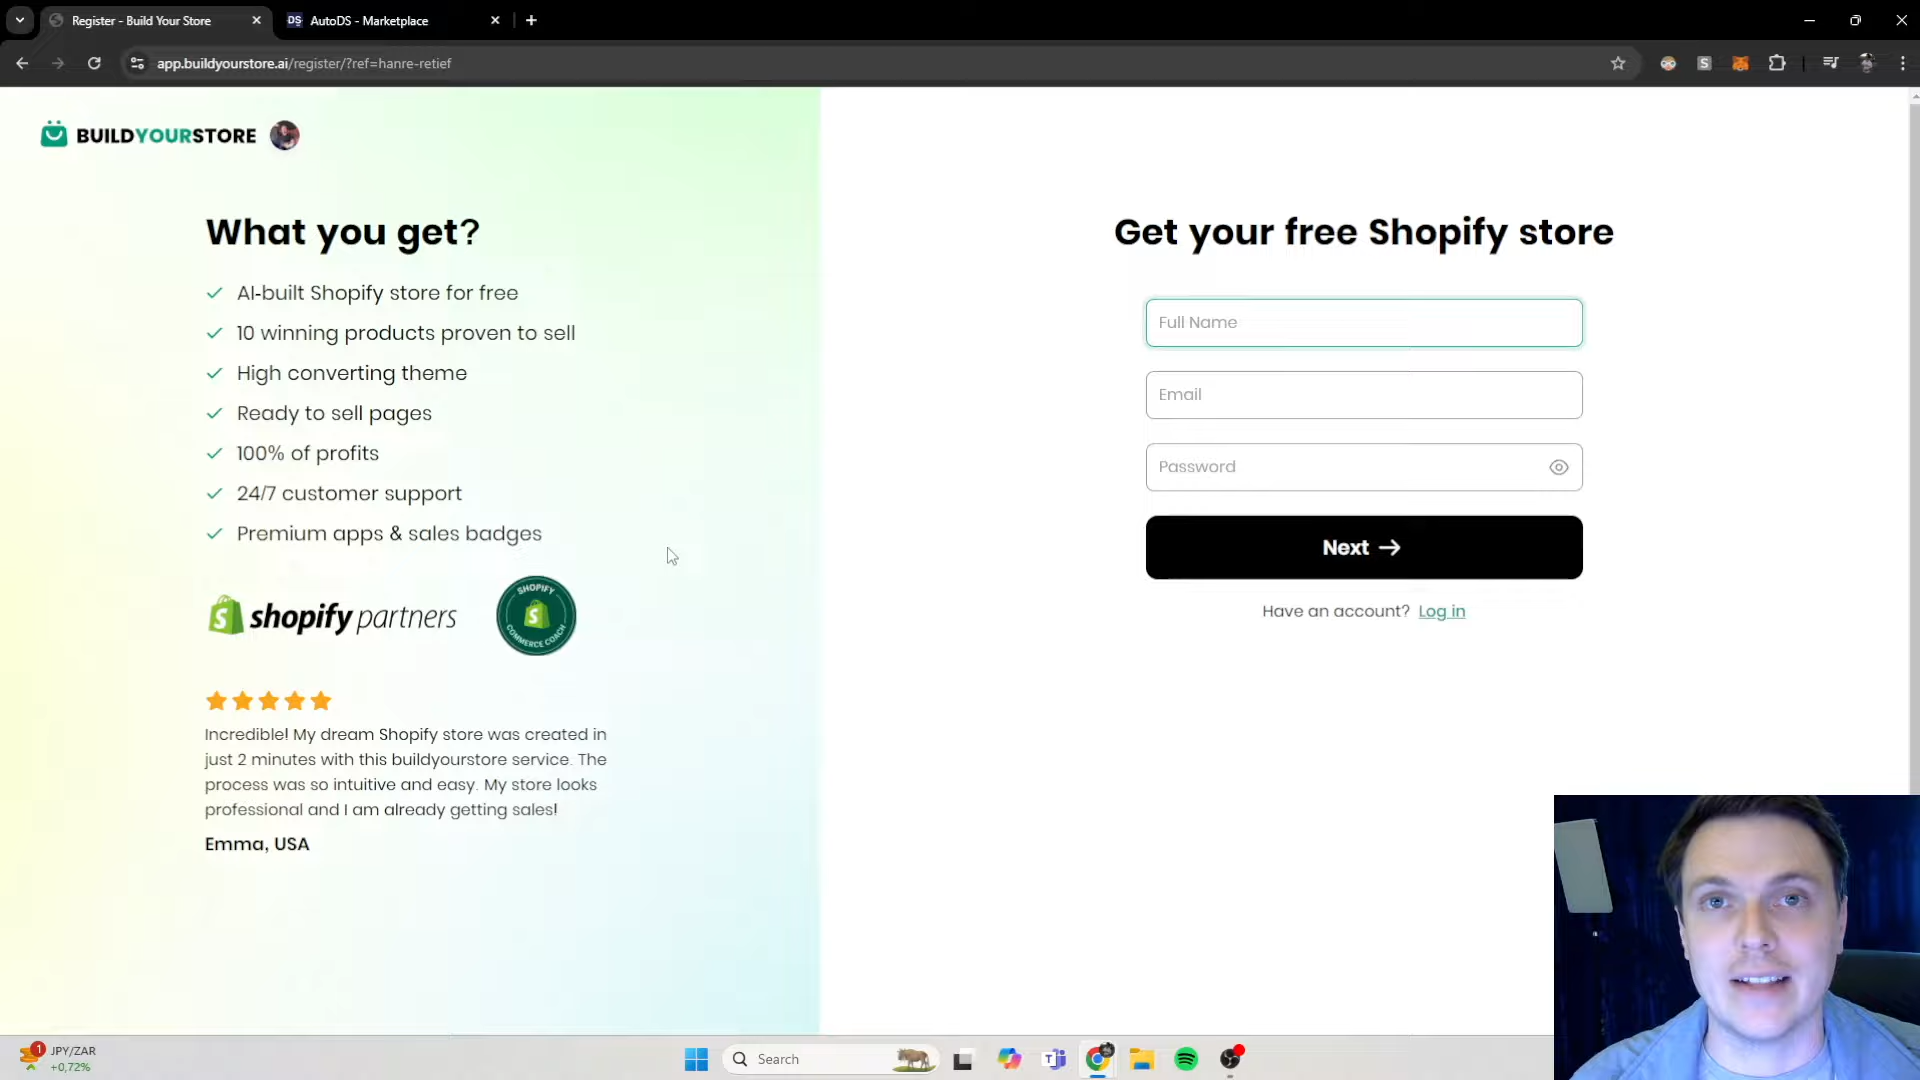 Register - Build Your Store
DS AutoDS - Marketplace
app.buildyourstore.ai/register/?ref=hanre-retief
BUILDYOURSTORE
What you get?
AI-built Shopify store for free
10 winning products proven to sell
High converting theme
Ready to sell pages
100% of profits
24/7 customer support
Premium apps & sales badges
shopify partners
SHOPIFY
COMMERCE COACH
Incredible! My dream Shopify store was created in
just 2 minutes with this buildyourstore service. The
process was so intuitive and easy. My store looks
professional and I am already getting sales!
Emma, USA
Get your free Shopify store
Full Name
Email
Password
Next
Have an account? Log in
1
JPY/ZAR
+0,72%
Search